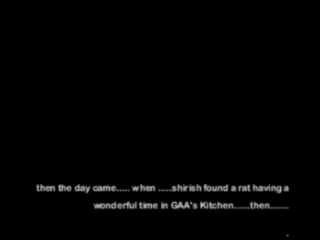 then the day came..... when .....shirish found a rat having a
wonderful time in GAA's Kitchen......then.......
.